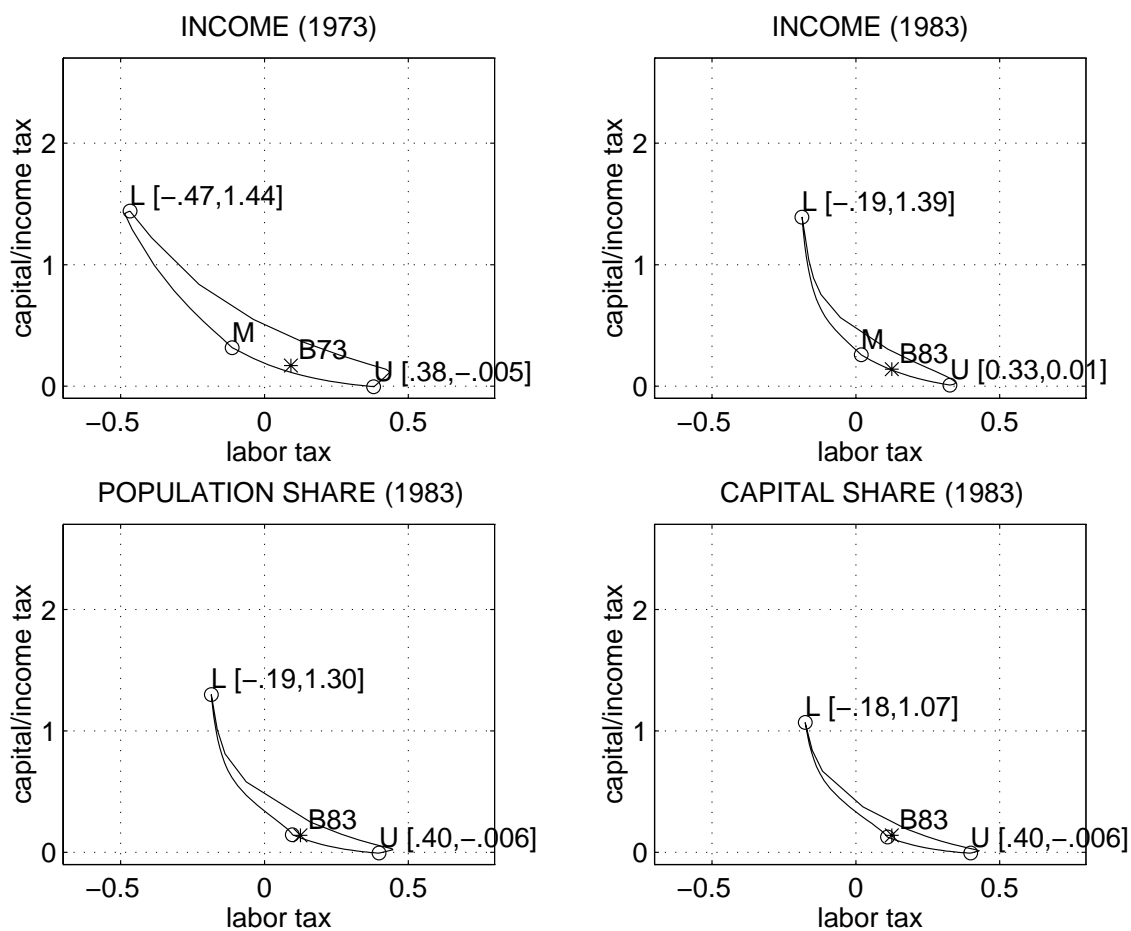 INCOME (1973)
capital/income tax
2
1
0
L [−.47,1.44]
M
B73
U [.38,−.005]
−0.5 0 0.5
labor tax
INCOME (1983)
capital/income tax
2
1
0
L [−.19,1.39]
M
B83
U [0.33,0.01]
−0.5 0 0.5
labor tax
POPULATION SHARE (1983)
capital/income tax
2
1
0
L [−.19,1.30]
B83
U [.40,−.006]
−0.5 0 0.5
labor tax
CAPITAL SHARE (1983)
capital/income tax
2
1
0
L [−.18,1.07]
B83
U [.40,−.006]
−0.5 0 0.5
labor tax